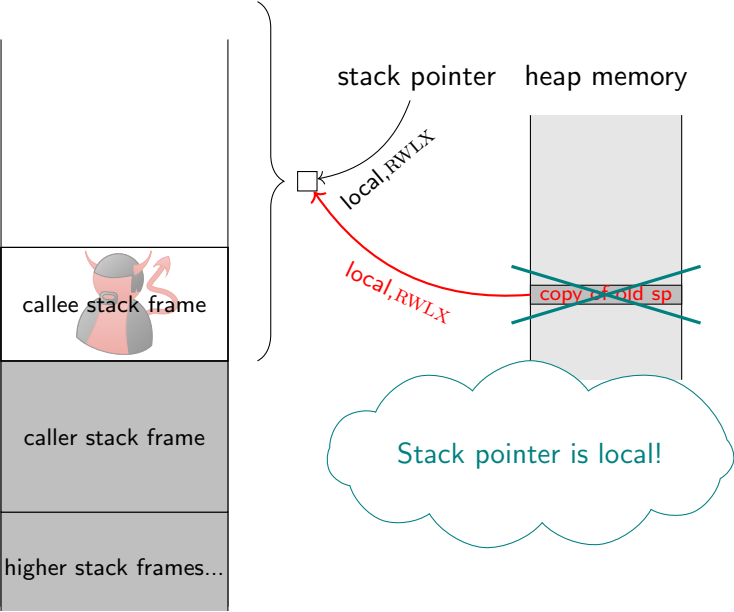 stack pointer
heap memory
local,RWLX
local,RWLX
copy of old sp
callee stack frame
caller stack frame
Stack pointer is local!
higher stack frames...